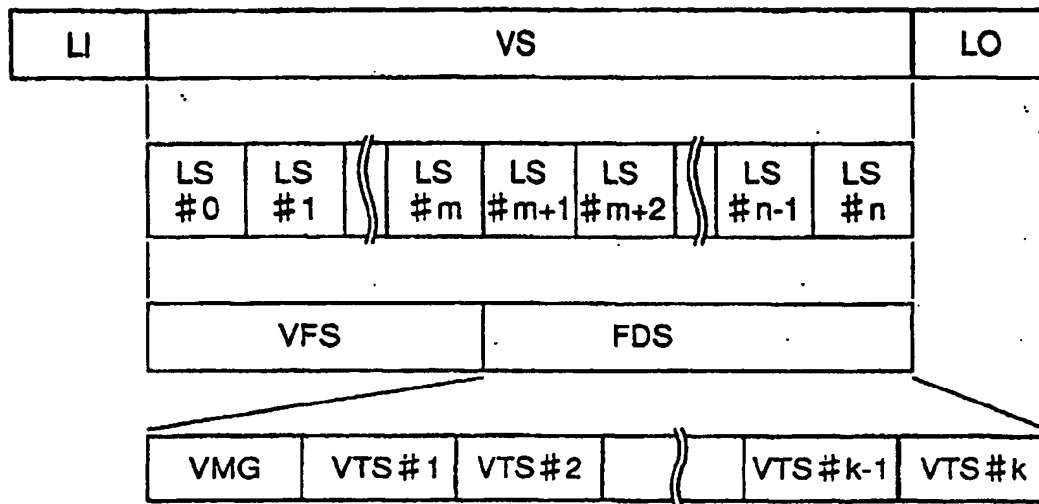 LI VS LO
LS LS LS LS LS LS LS
#0 #1 #m #m+1 #m+2 #n-1 #n
VFS FDS
VMG VTS#1 VTS#2 VTS#k-1 VTS#k